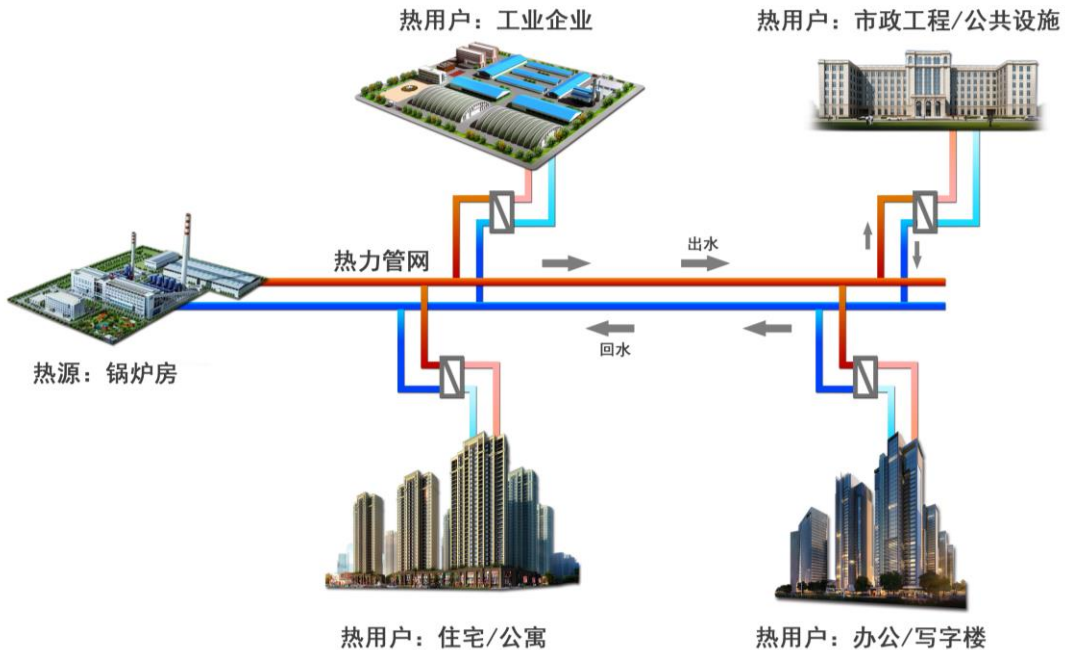 热用户：工业企业
热用户：市政工程/公共设施
出水
热力管网
回水
热源：锅炉房
热用户：住宅/公寓
热用户：办公/写字楼